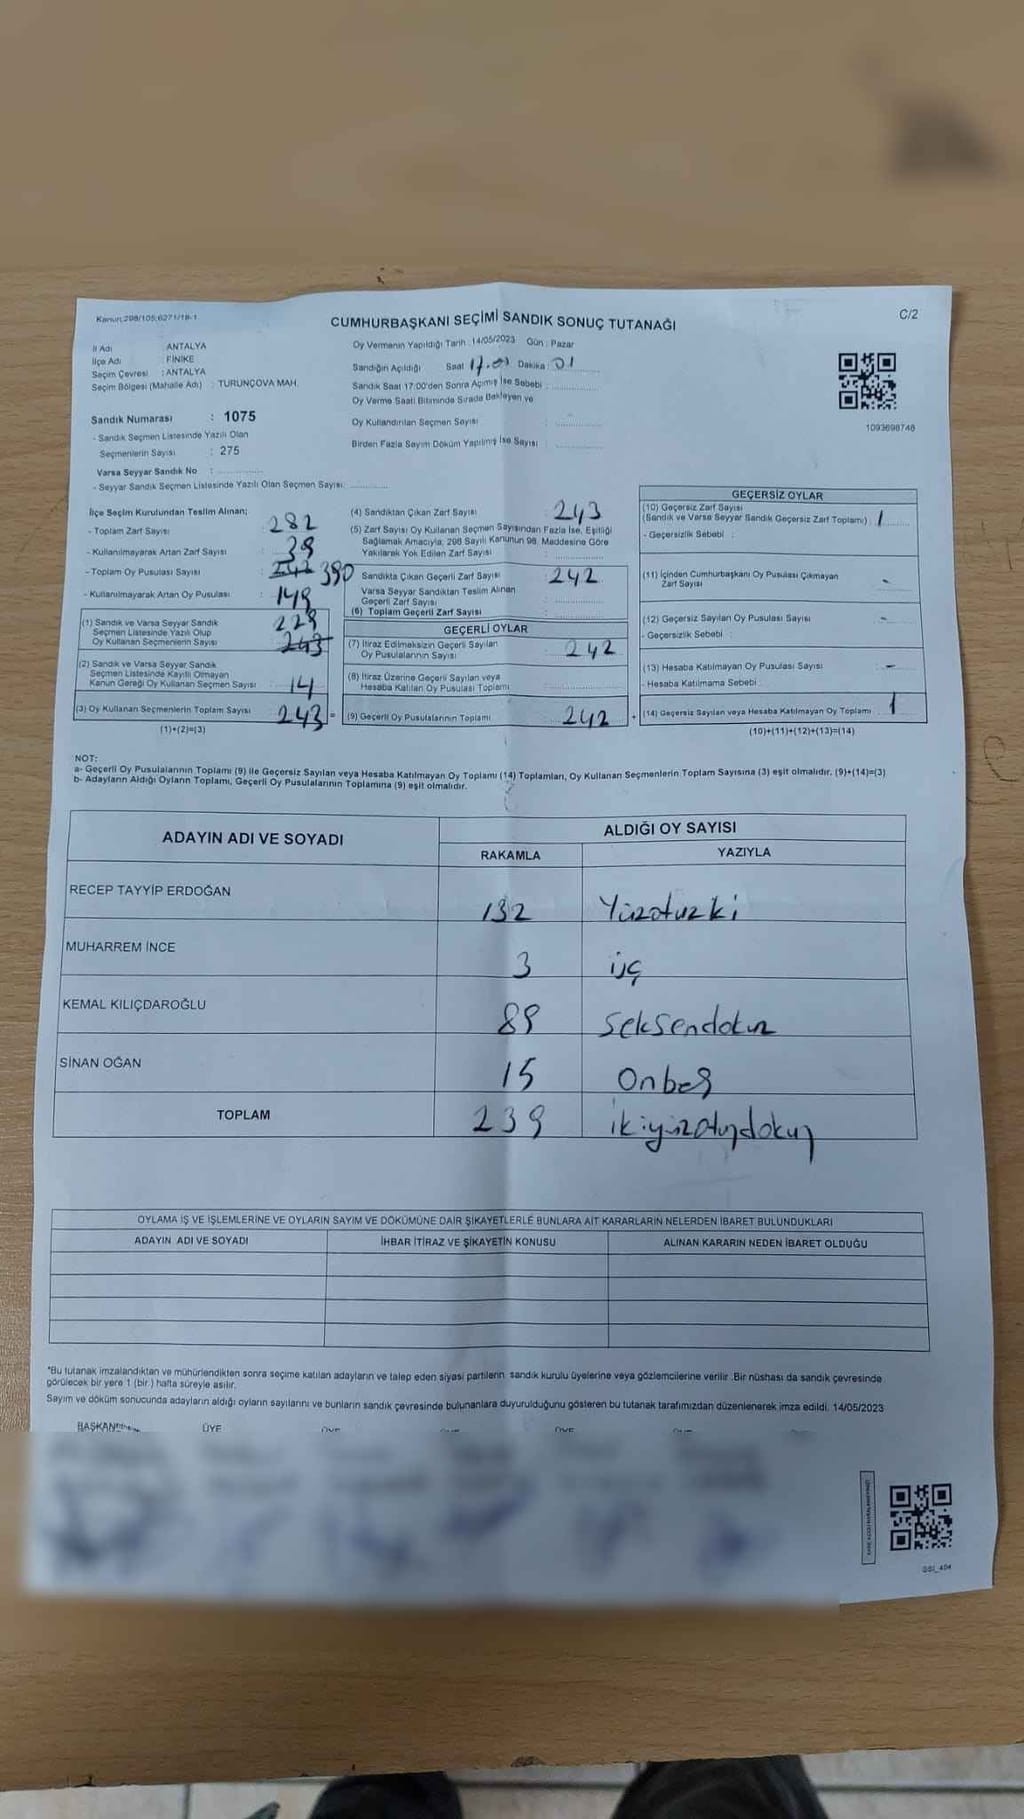 Kanun:298/105;6271/18-1
C/2
CUMHURBAŞKANI SEÇİMİ SANDIK SONUÇ TUTANAĞI
İl Adı : ANTALYA
İlçe Adı : FİNİKE
Seçim Çevresi : ANTALYA
Seçim Bölgesi (Mahalle Adı) : TURUNÇOVA MAH.
Sandık Numarası : 1075
- Sandık Seçmen Listesinde Yazılı Olan
Seçmenlerin Sayısı : 275
Varsa Seyyar Sandık No : ..............
- Seyyar Sandık Seçmen Listesinde Yazılı Olan Seçmen Sayısı: ............
Oy Vermenin Yapıldığı Tarih :14/05/2023 Gün : Pazar
Sandığın Açıldığı Saat 17.01 Dakika: 01
Sandık Saat 17:00'den Sonra Açılmış İse Sebebi : ..............
Oy Verme Saati Bitiminde Sırada Bekleyen ve
Oy Kullandırılan Seçmen Sayısı : ..............
Birden Fazla Sayım Döküm Yapılmış İse Sayısı : ..............
1093698748
İlçe Seçim Kurulundan Teslim Alınan;
- Toplam Zarf Sayısı : 282
- Kullanılmayarak Artan Zarf Sayısı : 39
- Toplam Oy Pusulası Sayısı : 242 390
- Kullanılmayarak Artan Oy Pusulası : 149
(1) Sandık ve Varsa Seyyar Sandık
Seçmen Listesinde Yazılı Olup
Oy Kullanan Seçmenlerin Sayısı : 229 243
(2) Sandık ve Varsa Seyyar Sandık
Seçmen Listesinde Kayıtlı Olmayan
Kanun Gereği Oy Kullanan Seçmen Sayısı : 14
(3) Oy Kullanan Seçmenlerin Toplam Sayısı : 243 =
(1)+(2)=(3)
(4) Sandıktan Çıkan Zarf Sayısı : 243
(5) Zarf Sayısı Oy Kullanan Seçmen Sayısından Fazla İse, Eşitliği
Sağlamak Amacıyla, 298 Sayılı Kanunun 98. Maddesine Göre
Yakılarak Yok Edilen Zarf Sayısı : ..............
Sandıkta Çıkan Geçerli Zarf Sayısı : 242
Varsa Seyyar Sandıktan Teslim Alınan
Geçerli Zarf Sayısı : ..............
(6) Toplam Geçerli Zarf Sayısı : ..............
GEÇERLİ OYLAR
(7) İtiraz Edilmeksizin Geçerli Sayılan
Oy Pusulalarının Sayısı : 242
(8) İtiraz Üzerine Geçerli Sayılan veya
Hesaba Katılan Oy Pusulası Toplamı : ..............
(9) Geçerli Oy Pusulalarının Toplamı : 242 +
GEÇERSİZ OYLAR
(10) Geçersiz Zarf Sayısı
(Sandık ve Varsa Seyyar Sandık Geçersiz Zarf Toplamı) : 1
- Geçersizlik Sebebi :
(11) İçinden Cumhurbaşkanı Oy Pusulası Çıkmayan
Zarf Sayısı : -
(12) Geçersiz Sayılan Oy Pusulası Sayısı : -
- Geçersizlik Sebebi :
(13) Hesaba Katılmayan Oy Pusulası Sayısı : -
- Hesaba Katılmama Sebebi :
(14) Geçersiz Sayılan veya Hesaba Katılmayan Oy Toplamı : 1
(10)+(11)+(12)+(13)=(14)
NOT:
a- Geçerli Oy Pusulalarının Toplamı (9) ile Geçersiz Sayılan veya Hesaba Katılmayan Oy Toplamı (14) Toplamları, Oy Kullanan Seçmenlerin Toplam Sayısına (3) eşit olmalıdır. (9)+(14)=(3)
b- Adayların Aldığı Oyların Toplamı, Geçerli Oy Pusulalarının Toplamına (9) eşit olmalıdır.
ADAYIN ADI VE SOYADI
ALDIĞI OY SAYISI
RAKAMLA YAZIYLA
RECEP TAYYİP ERDOĞAN 132 Yüzotuzki
MUHARREM İNCE 3 üç
KEMAL KILIÇDAROĞLU 89 seksendokuz
SİNAN OĞAN 15 Onbeş
TOPLAM 239 ikiyüzotuzdokuz
OYLAMA İŞ VE İŞLEMLERİNE VE OYLARIN SAYIM VE DÖKÜMÜNE DAİR ŞİKAYETLERLE BUNLARA AİT KARARLARIN NELERDEN İBARET BULUNDUKLARI
ADAYIN ADI VE SOYADI İHBAR İTİRAZ VE ŞİKAYETİN KONUSU ALINAN KARARIN NEDEN İBARET OLDUĞU
*Bu tutanak imzalandıktan ve mühürlendikten sonra seçime katılan adayların ve talep eden siyasi partilerin sandık kurulu üyelerine veya gözlemcilerine verilir .Bir nüshası da sandık çevresinde
görülecek bir yere 1 (bir ) hafta süreyle asılır.
Sayım ve döküm sonucunda adayların aldığı oyların sayılarını ve bunların sandık çevresinde bulunanlara duyurulduğunu gösteren bu tutanak tarafımızdan düzenlenerek imza edildi. 14/05/2023
BAŞKAN ÜYE ÜYE ÜYE ÜYE ÜYE